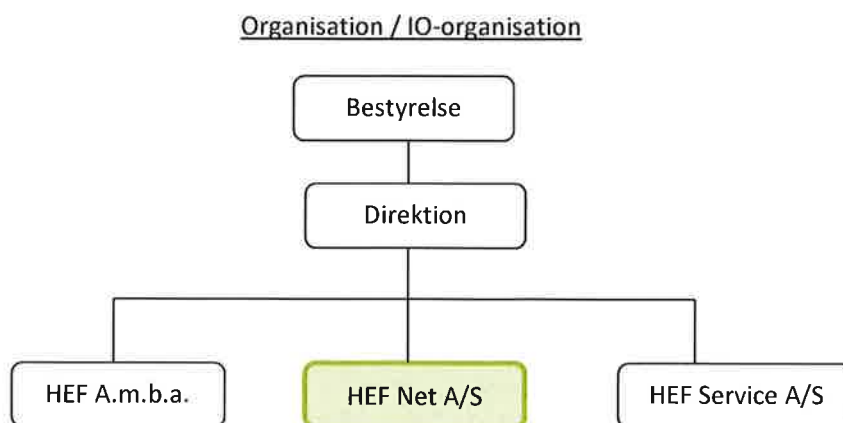 Organisation / IO-organisation
Bestyrelse
Direktion
HEF A.m.b.a.
HEF Net A/S
HEF Service A/S